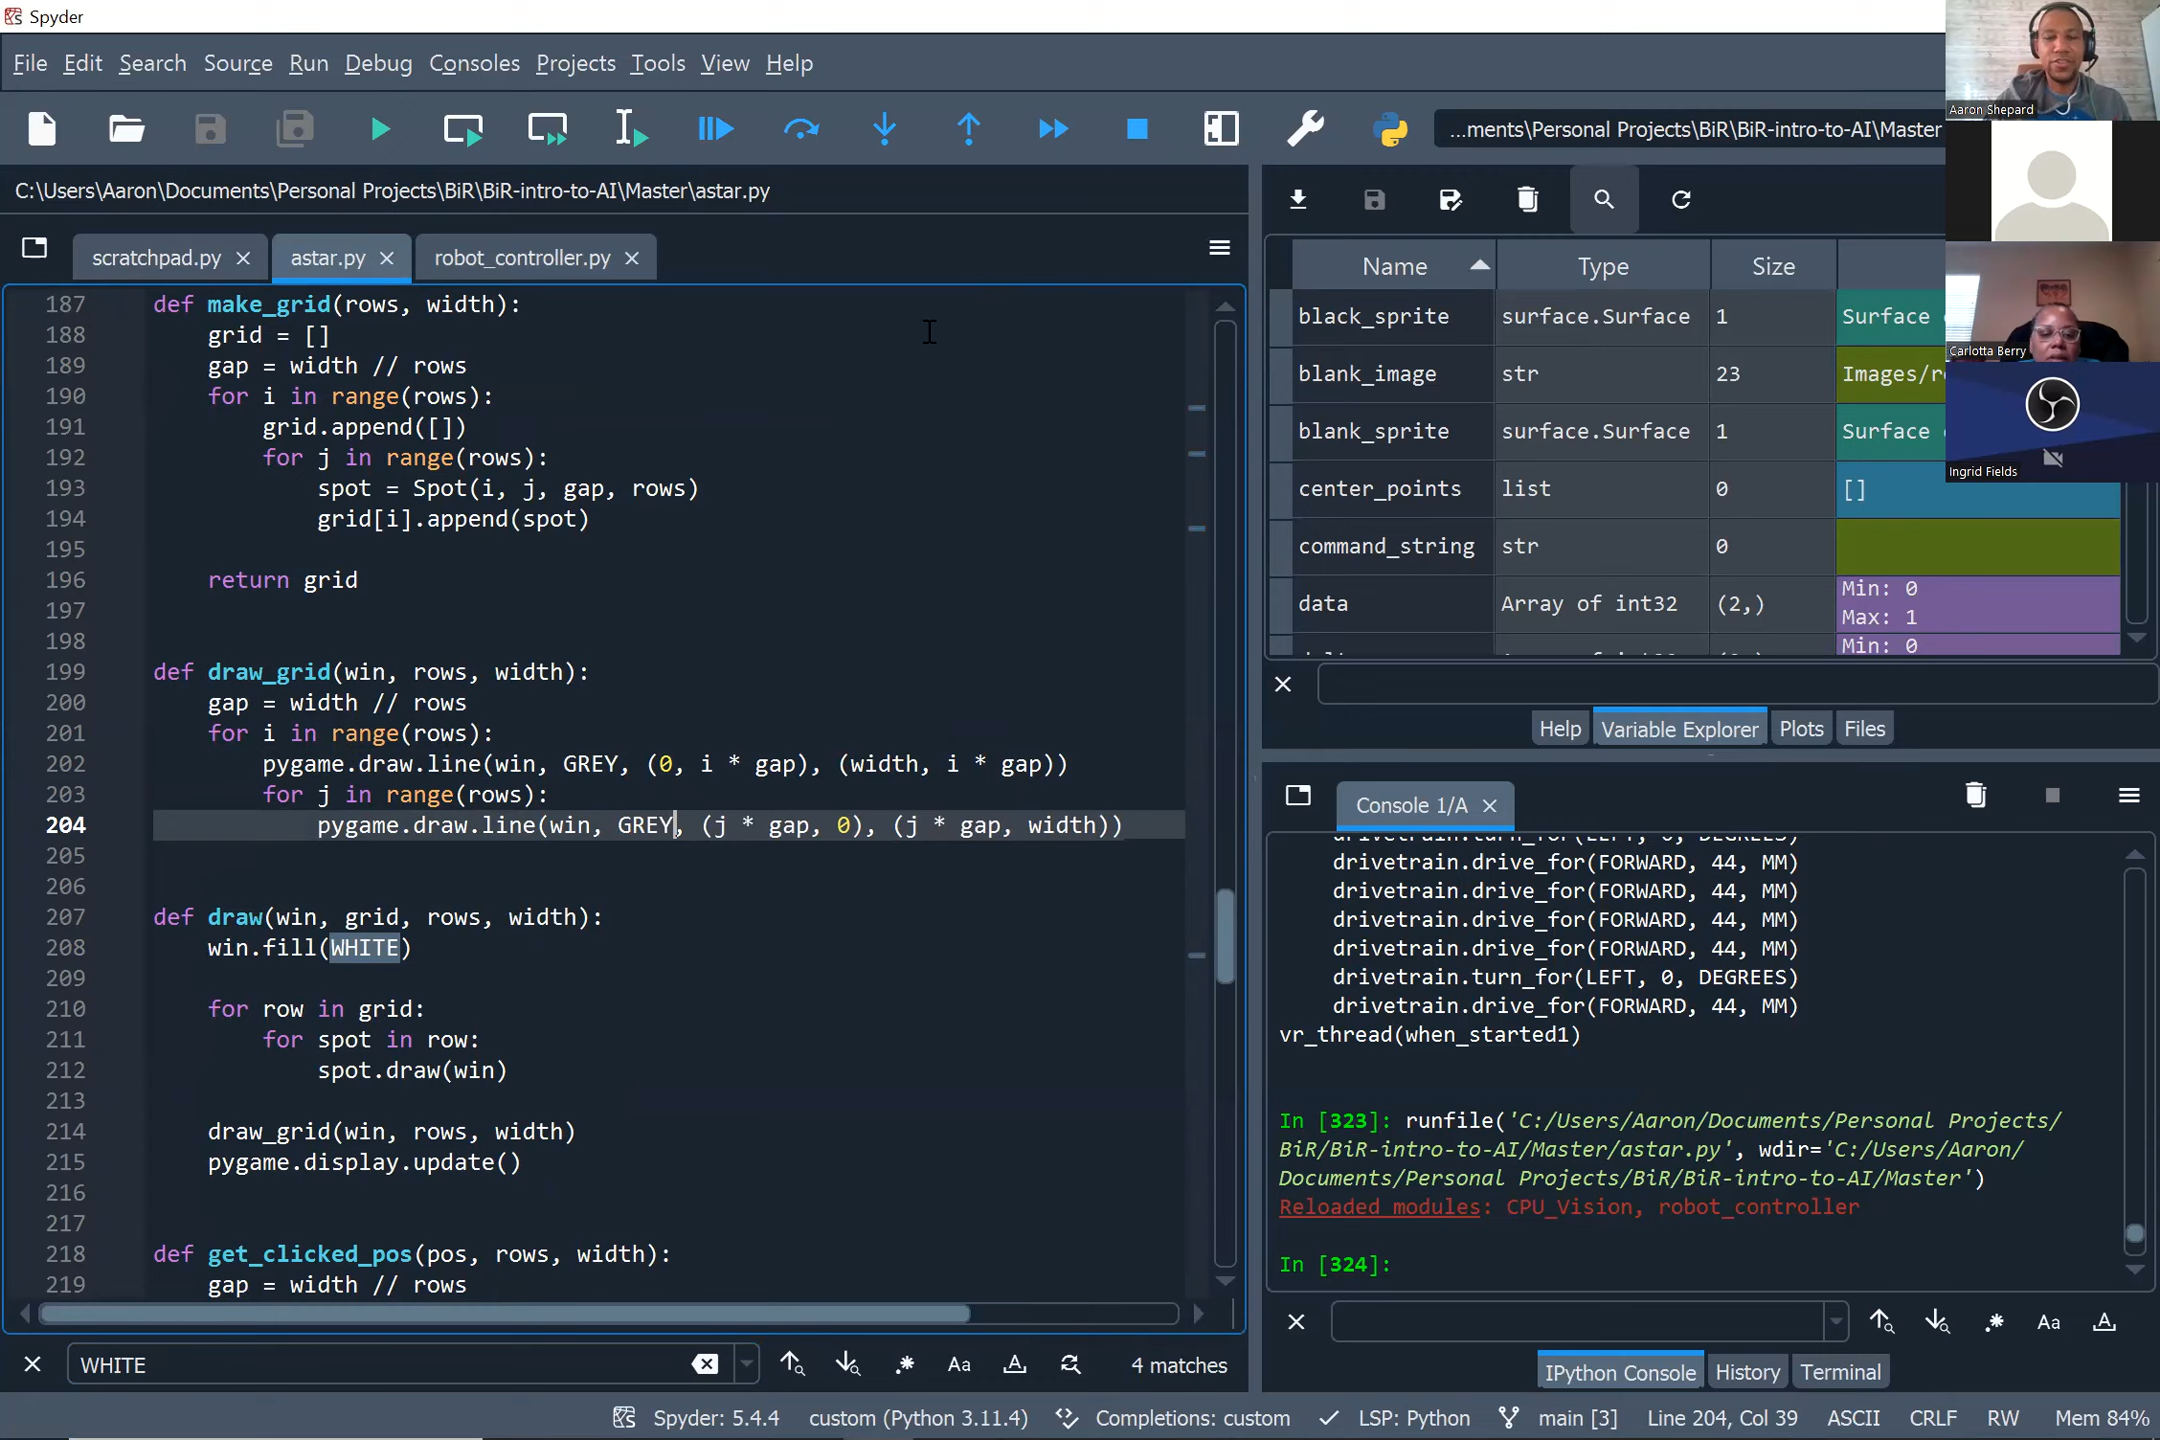 Spyder
File Edit Search Source Run Debug Consoles Projects Tools View Help
...ments\Personal Projects\BiR\BiR-intro-to-AI\Master
C:\Users\Aaron\Documents\Personal Projects\BiR\BiR-intro-to-AI\Master\astar.py
scratchpad.py astar.py robot_controller.py
187 def make_grid(rows, width):
188 grid = []
189 gap = width // rows
190 for i in range(rows):
191 grid.append([])
192 for j in range(rows):
193 spot = Spot(i, j, gap, rows)
194 grid[i].append(spot)
195
196 return grid
197
198
199 def draw_grid(win, rows, width):
200 gap = width // rows
201 for i in range(rows):
202 pygame.draw.line(win, GREY, (0, i * gap), (width, i * gap))
203 for j in range(rows):
204 pygame.draw.line(win, GREY, (j * gap, 0), (j * gap, width))
205
206
207 def draw(win, grid, rows, width):
208 win.fill(WHITE)
209
210 for row in grid:
211 for spot in row:
212 spot.draw(win)
213
214 draw_grid(win, rows, width)
215 pygame.display.update()
216
217
218 def get_clicked_pos(pos, rows, width):
219 gap = width // rows
WHITE 4 matches
Name Type Size
black_sprite surface.Surface 1 Surface
blank_image str 23 Images/r
blank_sprite surface.Surface 1 Surface
center_points list 0 []
command_string str 0
data Array of int32 (2,) Min: 0
Max: 1
Min: 0
Help Variable Explorer Plots Files
Console 1/A
drivetrain.turn_for(LEFT, 0, DEGREES)
drivetrain.drive_for(FORWARD, 44, MM)
drivetrain.drive_for(FORWARD, 44, MM)
drivetrain.drive_for(FORWARD, 44, MM)
drivetrain.drive_for(FORWARD, 44, MM)
drivetrain.turn_for(LEFT, 0, DEGREES)
drivetrain.drive_for(FORWARD, 44, MM)
vr_thread(when_started1)
In [323]: runfile('C:/Users/Aaron/Documents/Personal Projects/
BiR/BiR-intro-to-AI/Master/astar.py', wdir='C:/Users/Aaron/
Documents/Personal Projects/BiR/BiR-intro-to-AI/Master')
Reloaded modules: CPU_Vision, robot_controller
In [324]:
Aa
Aa
IPython Console History Terminal
Spyder: 5.4.4 custom (Python 3.11.4) Completions: custom LSP: Python main [3] Line 204, Col 39 ASCII CRLF RW Mem 84%
Aaron Shepard
Carlotta Berry
Ingrid Fields